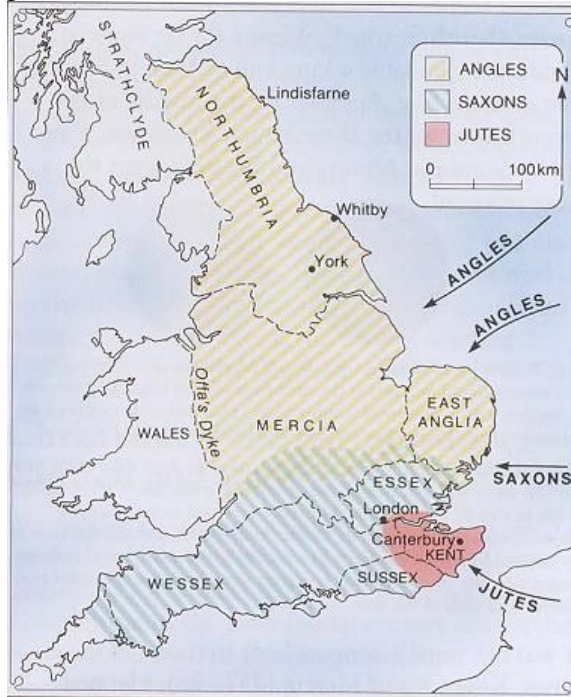 STRATHCLYDE
NORTHUMBRIA
Lindisfarne
N
ANGLES
SAXONS
JUTES
0 100km
Whitby
York
ANGLES
ANGLES
Offa's Dyke
WALES
MERCIA
EAST
ANGLIA
ESSEX
SAXONS
London
Canterbury
KENT
WESSEX
SUSSEX
JUTES